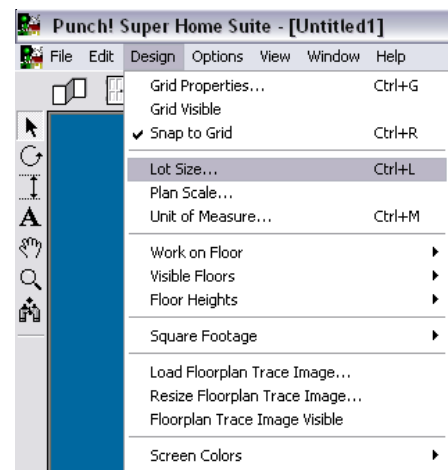 Punch! Super Home Suite - [Untitled1]
File Edit Design Options View Window Help
Grid Properties... Ctrl+G
Grid Visible
Snap to Grid Ctrl+R
Lot Size... Ctrl+L
Plan Scale...
Unit of Measure... Ctrl+M
Work on Floor
Visible Floors
Floor Heights
Square Footage
Load Floorplan Trace Image...
Resize Floorplan Trace Image...
Floorplan Trace Image Visible
Screen Colors
A